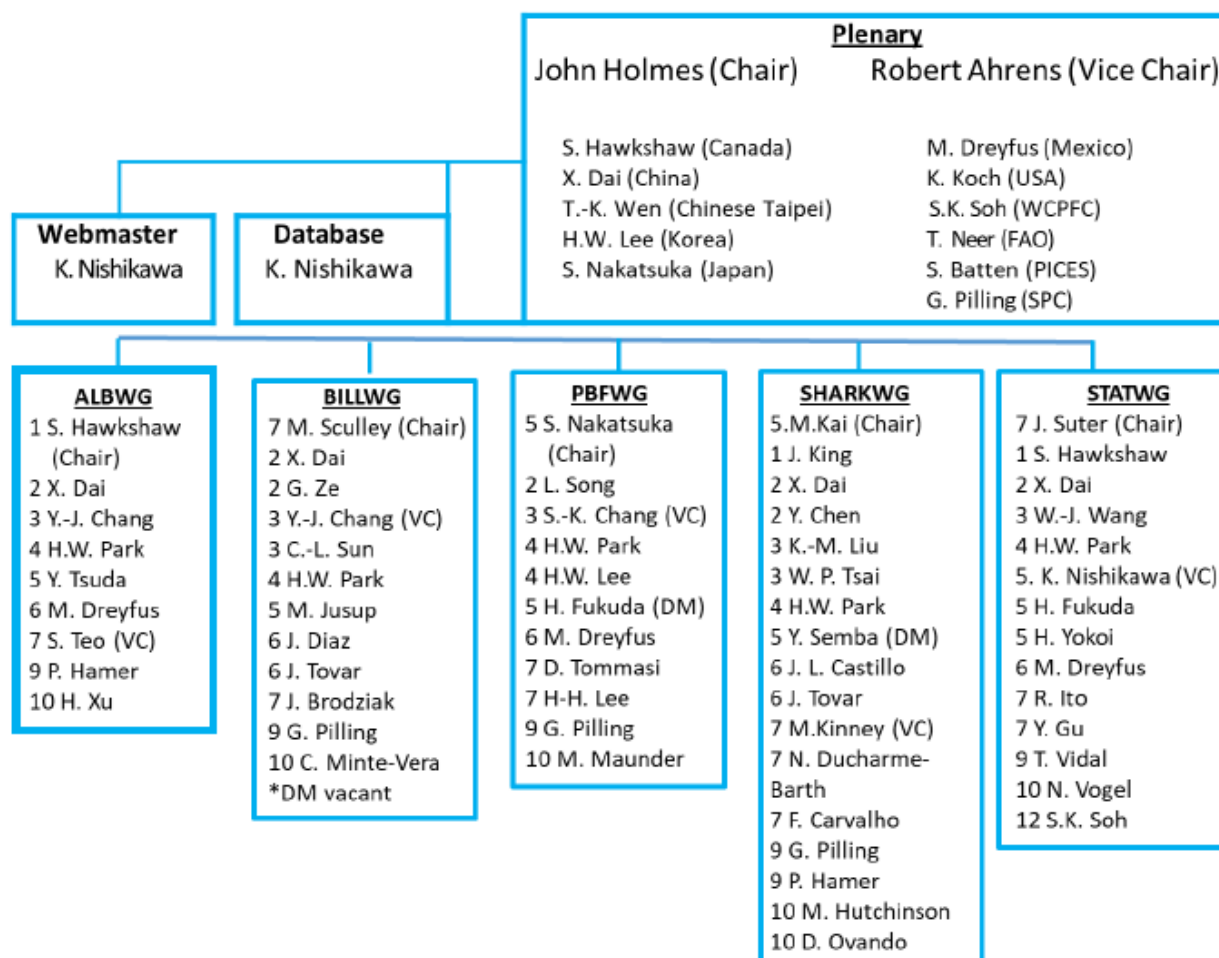 Plenary
John Holmes (Chair) Robert Ahrens (Vice Chair)
S. Hawkshaw (Canada)
X. Dai (China)
T.-K. Wen (Chinese Taipei)
H.W. Lee (Korea)
S. Nakatsuka (Japan)
M. Dreyfus (Mexico)
K. Koch (USA)
S.K. Soh (WCPFC)
T. Neer (FAO)
S. Batten (PICES)
G. Pilling (SPC)
Webmaster
K. Nishikawa
Database
K. Nishikawa
ALBWG
1 S. Hawkshaw
(Chair)
2 X. Dai
3 Y.-J. Chang
4 H.W. Park
5 Y. Tsuda
6 M. Dreyfus
7 S. Teo (VC)
9 P. Hamer
10 H. Xu
BILLWG
7 M. Sculley (Chair)
2 X. Dai
2 G. Ze
3 Y.-J. Chang (VC)
3 C.-L. Sun
4 H.W. Park
5 M. Jusup
6 J. Diaz
6 J. Tovar
7 J. Brodziak
9 G. Pilling
10 C. Minte-Vera
*DM vacant
PBFWG
5 S. Nakatsuka
(Chair)
2 L. Song
3 S.-K. Chang (VC)
4 H.W. Park
4 H.W. Lee
5 H. Fukuda (DM)
6 M. Dreyfus
7 D. Tommasi
7 H-H. Lee
9 G. Pilling
10 M. Maunder
SHARKWG
5.M.Kai (Chair)
1 J. King
2 X. Dai
2 Y. Chen
3 K.-M. Liu
3 W. P. Tsai
4 H.W. Park
5 Y. Semba (DM)
6 J. L. Castillo
6 J. Tovar
7 M.Kinney (VC)
7 N. Ducharme-
Barth
7 F. Carvalho
9 G. Pilling
9 P. Hamer
10 M. Hutchinson
10 D. Ovando
STATWG
7 J. Suter (Chair)
1 S. Hawkshaw
2 X. Dai
3 W.-J. Wang
4 H.W. Park
5. K. Nishikawa (VC)
5 H. Fukuda
5 H. Yokoi
6 M. Dreyfus
7 R. Ito
7 Y. Gu
9 T. Vidal
10 N. Vogel
12 S.K. Soh